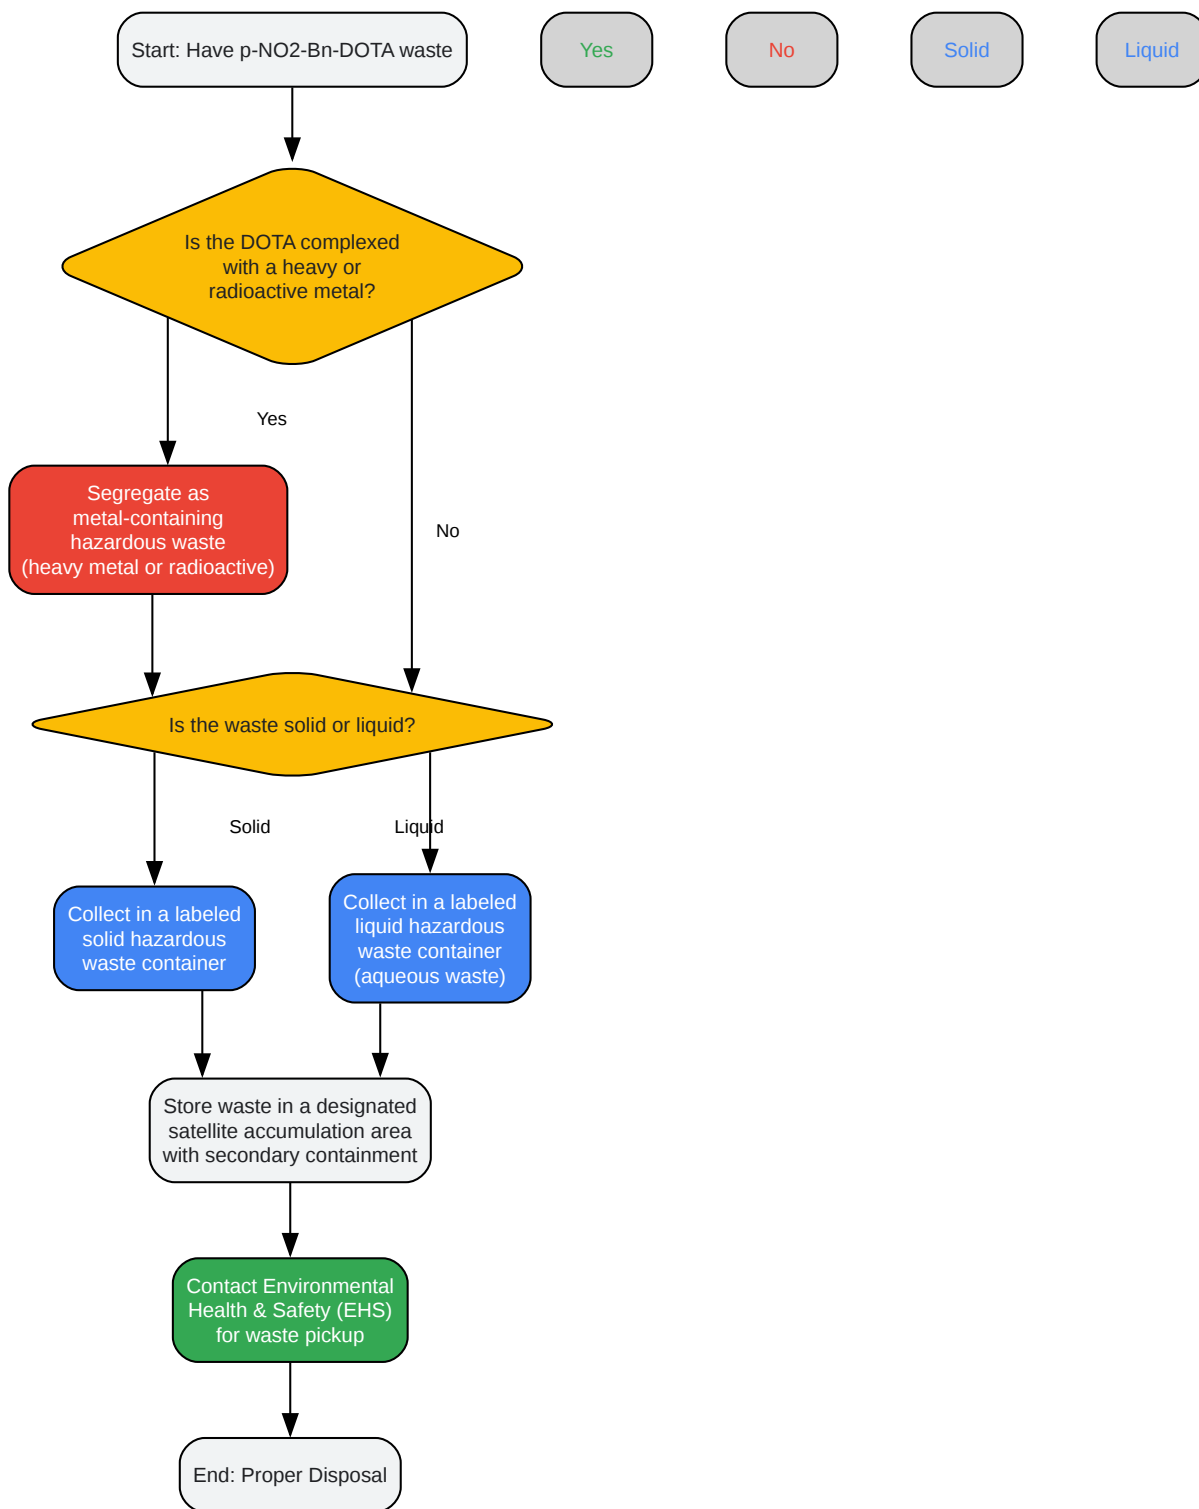 Start: Have p-NO2-Bn-DOTA waste
Yes
No
Solid
Liquid
Is the DOTA complexed
with a heavy or
radioactive metal?
Yes
Segregate as
metal-containing
hazardous waste
(heavy metal or radioactive)
No
Is the waste solid or liquid?
Solid
Liquid
Collect in a labeled
solid hazardous
waste container
Collect in a labeled
liquid hazardous
waste container
(aqueous waste)
Store waste in a designated
satellite accumulation area
with secondary containment
Contact Environmental
Health & Safety (EHS)
for waste pickup
End: Proper Disposal